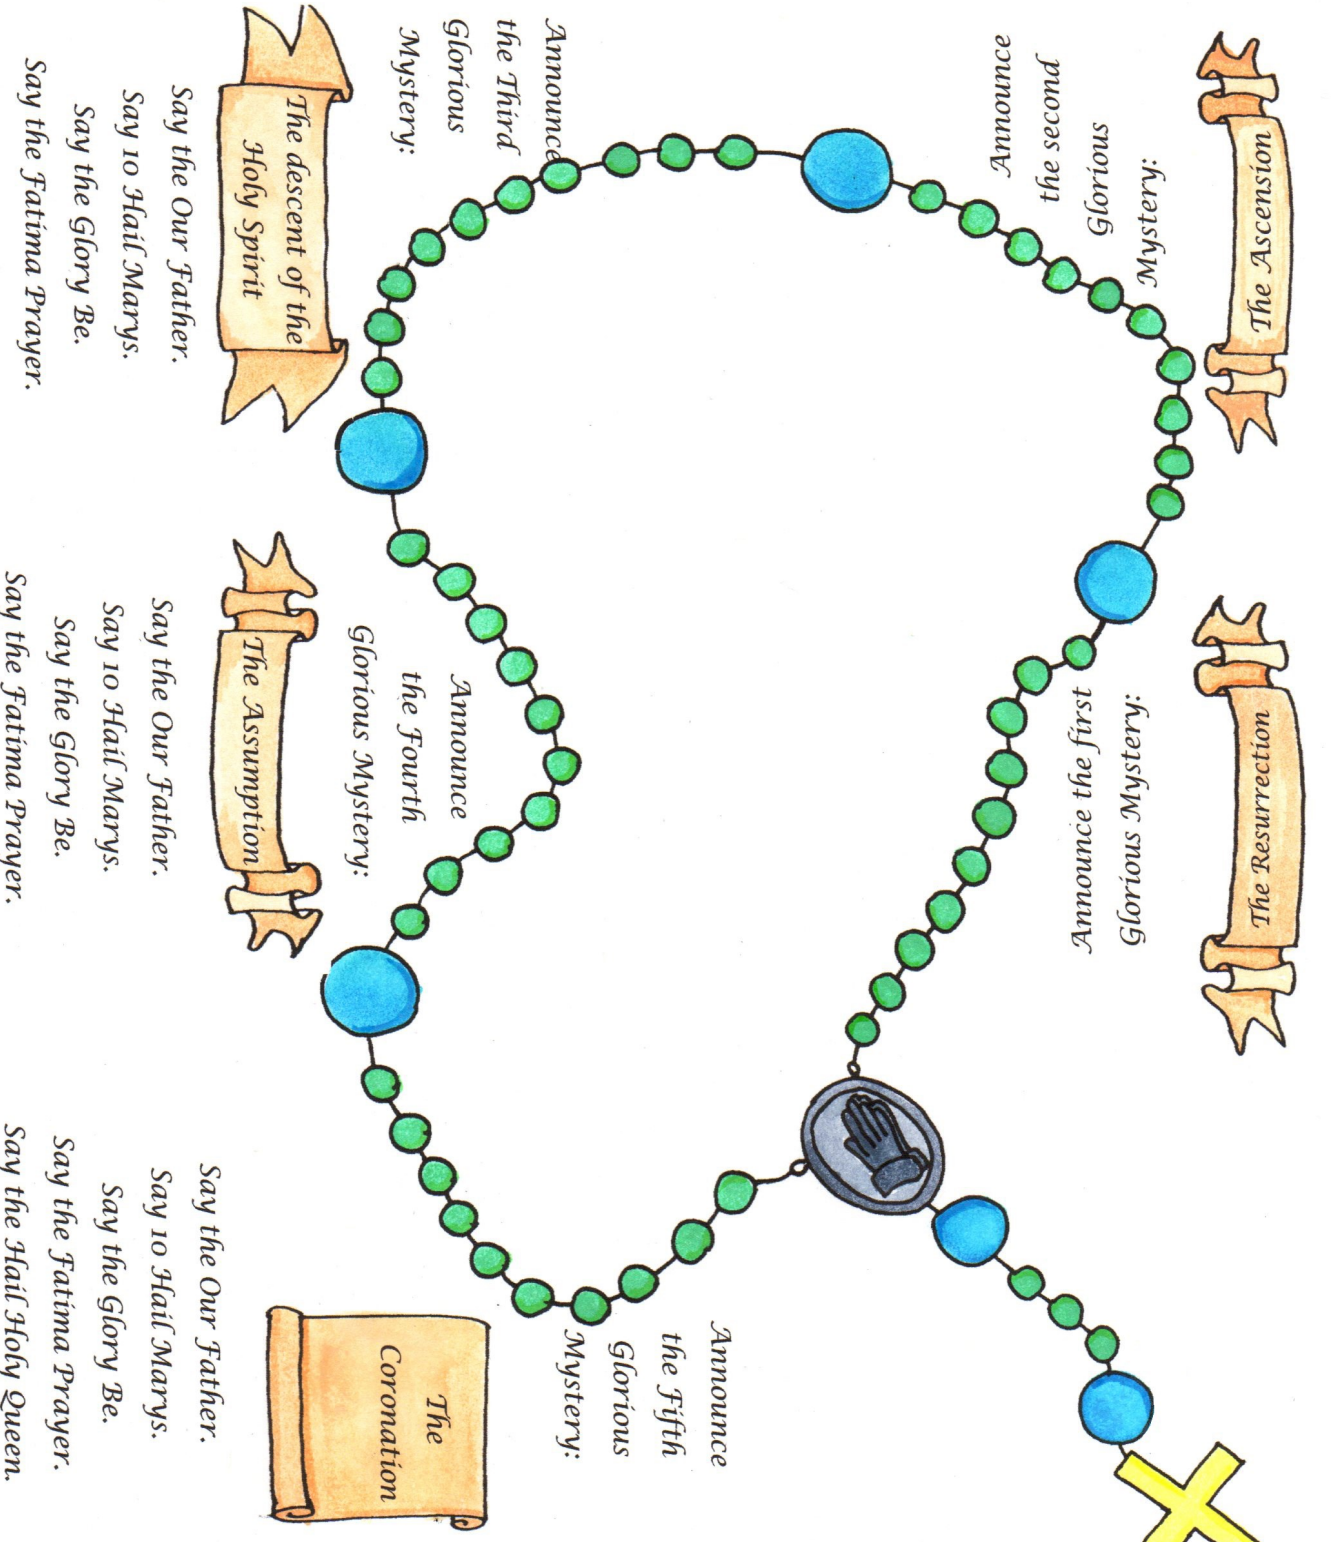 Announce the first
Glorious Mystery:
The Resurrection
Announce
the second
Glorious
Mystery:
The Ascension
Announce
the Third
Glorious
Mystery:
The descent of the
Holy Spirit
Say the Our Father.
Say 10 Hail Marys.
Say the Glory Be.
Say the Fatima Prayer.
Announce
the Fourth
Glorious Mystery:
The Assumption
Say the Our Father.
Say 10 Hail Marys.
Say the Glory Be.
Say the Fatima Prayer.
Announce
the Fifth
Glorious
Mystery:
The
Coronation
Say the Our Father.
Say 10 Hail Marys.
Say the Glory Be.
Say the Fatima Prayer.
Say the Hail Holy Queen.